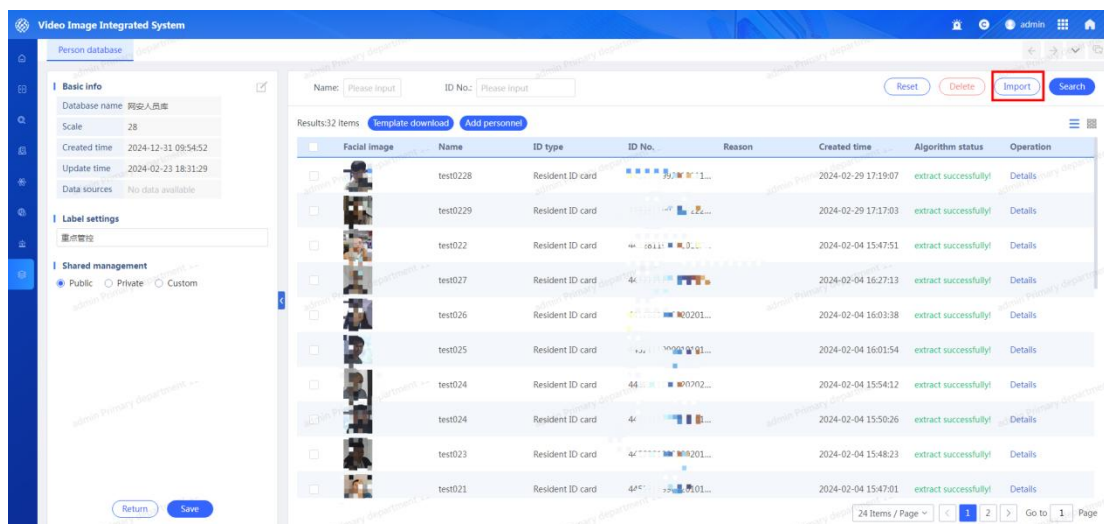 Video Image Integrated System
admin
Person database
Basic info
Database name 网安人员库
Scale 28
Created time 2024-12-31 09:54:52
Update time 2024-02-23 18:31:29
Data sources No data available
Label settings
重点管控
Shared management
Public Private Custom
Return Save
Name: Please input ID No.: Please input Reset Delete Import Search
Results:32 items Template download Add personnel
Facial image Name ID type ID No. Reason Created time Algorithm status Operation
test0228 Resident ID card 2024-02-29 17:19:07 extract successfully! Details
test0229 Resident ID card 2024-02-29 17:17:03 extract successfully! Details
test022 Resident ID card 2024-02-04 15:47:51 extract successfully! Details
test027 Resident ID card 2024-02-04 16:27:13 extract successfully! Details
test026 Resident ID card 2024-02-04 16:03:38 extract successfully! Details
test025 Resident ID card 2024-02-04 16:01:54 extract successfully! Details
test024 Resident ID card 2024-02-04 15:54:12 extract successfully! Details
test024 Resident ID card 2024-02-04 15:50:26 extract successfully! Details
test023 Resident ID card 2024-02-04 15:48:23 extract successfully! Details
test021 Resident ID card 2024-02-04 15:47:01 extract successfully! Details
24 Items / Page 1 2 Go to 1 Page